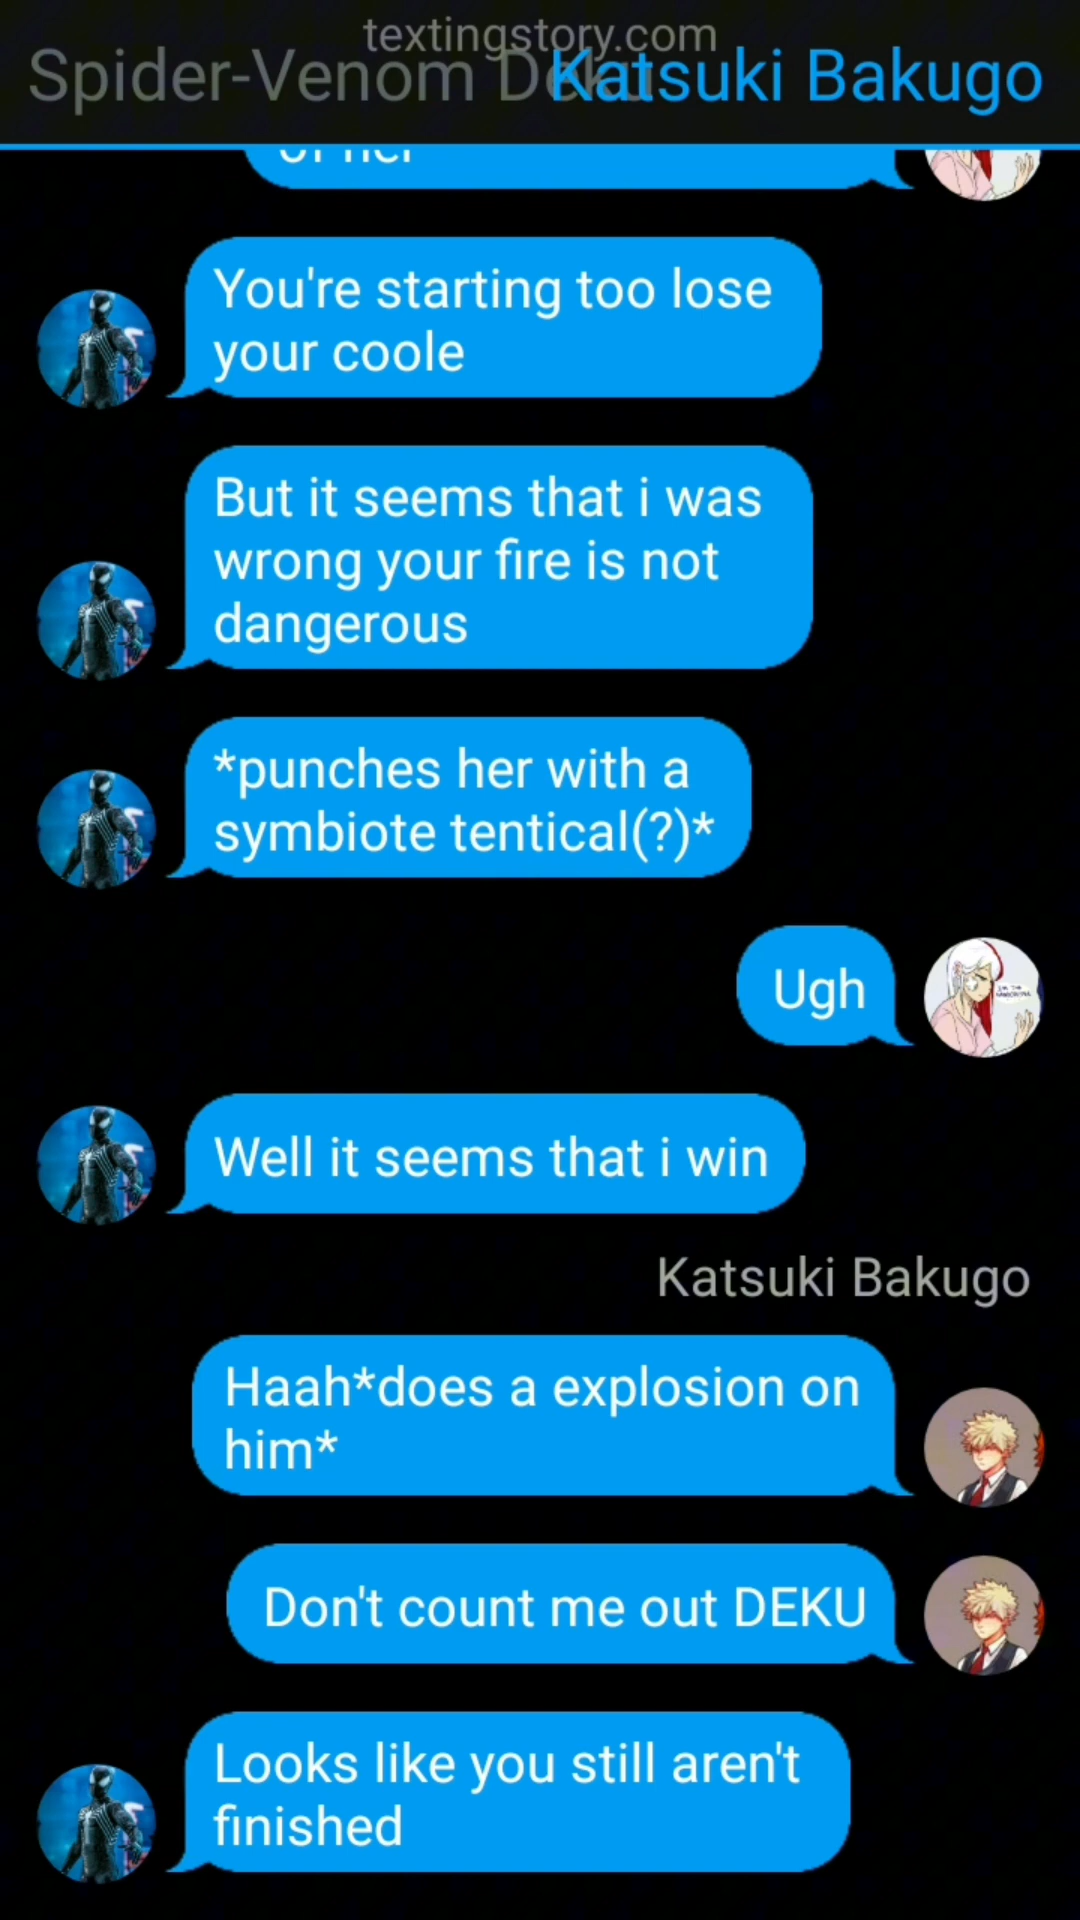 textingstory.com
Spider-Venom Deku
Katsuki Bakugo
of her
You're starting too lose
your coole
But it seems that i was
wrong your fire is not
dangerous
*punches her with a
symbiote tentical(?)*
Ugh
Well it seems that i win
Katsuki Bakugo
Haah*does a explosion on
him*
Don't count me out DEKU
Looks like you still aren't
finished